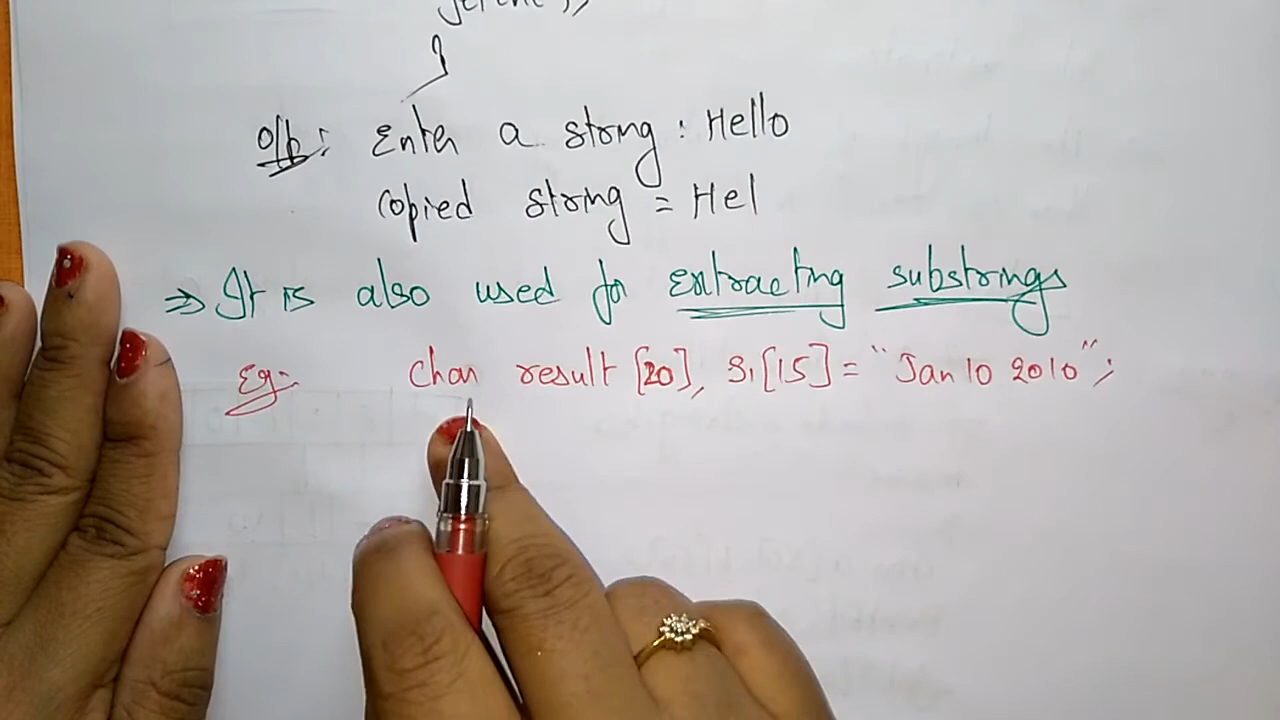 }
O/p: Enter a string : Hello
Copied string = Hel
⇒ It is also used for extracting substrings
Eg:- Char result [20], S1[15] = "Jan 10 2010";